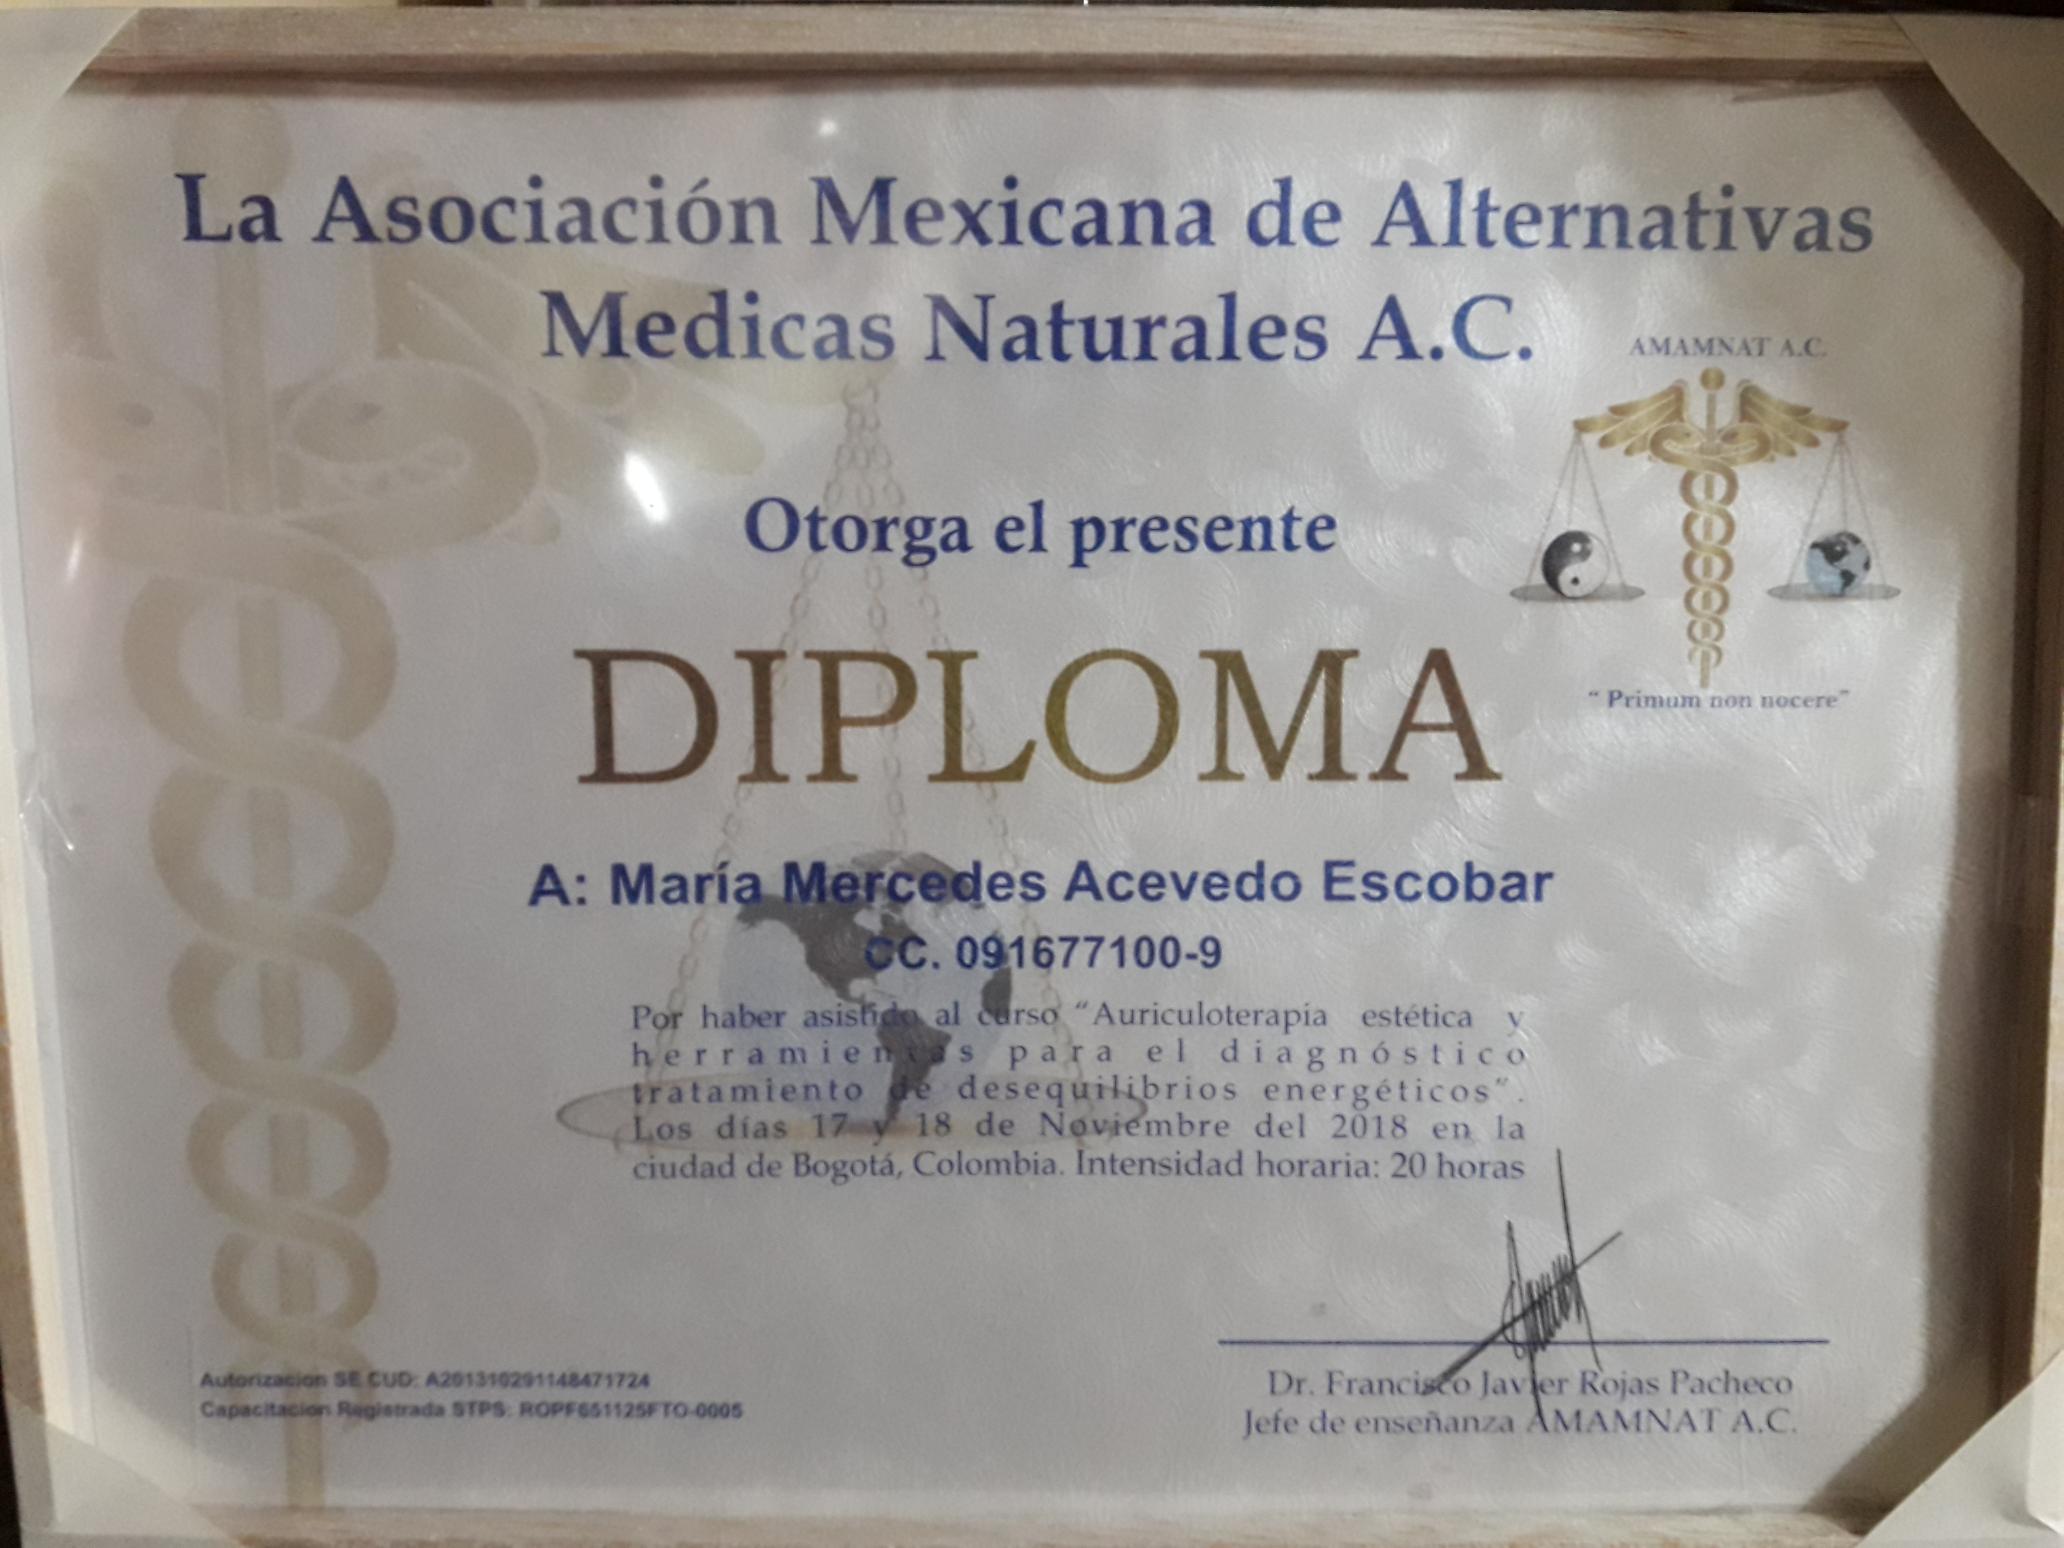 La Asociación Mexicana de Alternativas
Medicas Naturales A.C.
AMAMNAT A.C.
Otorga el presente
DIPLOMA
“ Primum non nocere”
A: María Mercedes Acevedo Escobar
CC. 091677100-9
Por haber asistido al curso “Auriculoterapia estética y
herramientas para el diagnóstico
tratamiento de desequilibrios energéticos”.
Los días 17 y 18 de Noviembre del 2018 en la
ciudad de Bogotá, Colombia. Intensidad horaria: 20 horas
Autorizacion SE CUD: A201310291148471724
Capacitacion Registrada STPS: ROPF651125FTO-0005
Dr. Francisco Javier Rojas Pacheco
Jefe de enseñanza AMAMNAT A.C.